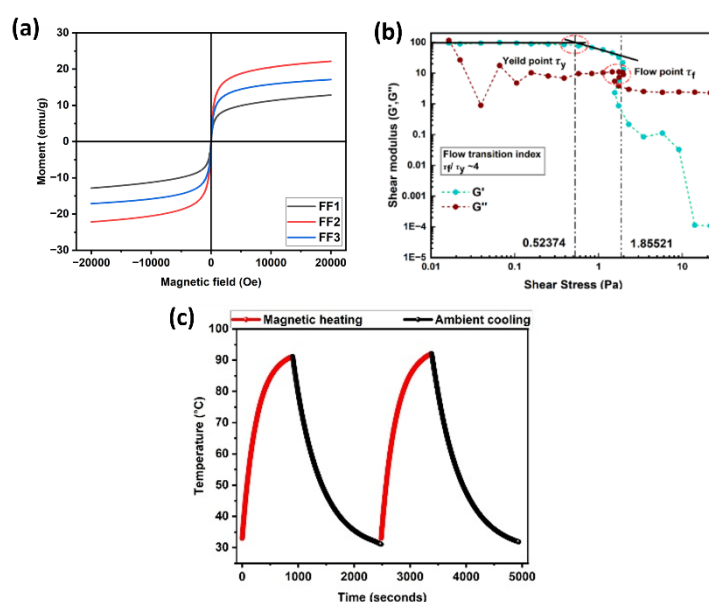 (a)
30
20
10
0
−10
−20
−30
Moment (emu/g)
FF1
FF2
FF3
−20000 −10000 0 10000 20000
Magnetic field (Oe)
(b)
1000
100
10
1
0.1
0.01
0.001
1E−4
1E−5
Shear modulus (G',G'')
Yeild point τy
Flow point τf
Flow transition index
τf/ τy ~4
G'
G''
0.52374
1.85521
0.01 0.1 1 10
Shear Stress (Pa)
(c)
Magnetic heating Ambient cooling
100
90
80
70
60
50
40
30
Temperature (°C)
0 1000 2000 3000 4000 5000
Time (seconds)